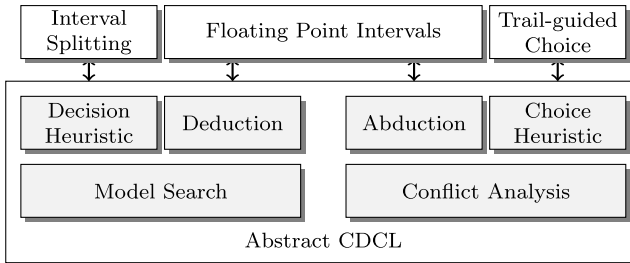 Interval
Splitting
Floating Point Intervals
Trail-guided
Choice
Decision
Heuristic
Deduction
Abduction
Choice
Heuristic
Model Search
Conflict Analysis
Abstract CDCL